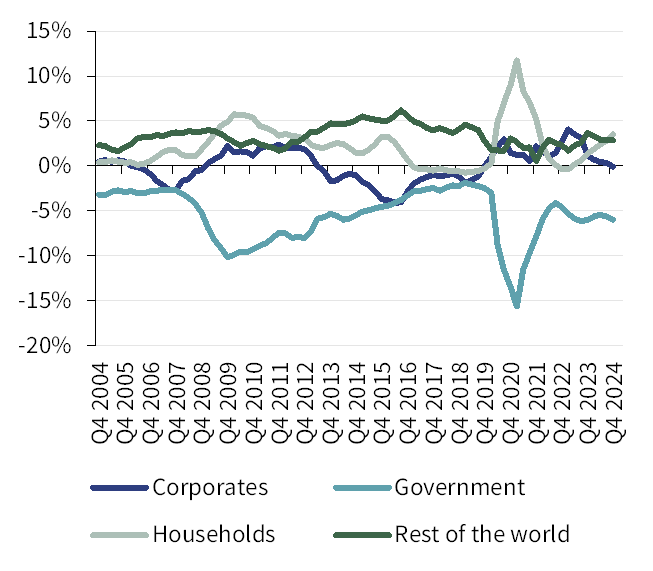 15%
10%
5%
0%
-5%
-10%
-15%
-20%
Q4 2004
Q4 2005
Q4 2006
Q4 2007
Q4 2008
Q4 2009
Q4 2010
Q4 2011
Q4 2012
Q4 2013
Q4 2014
Q4 2015
Q4 2016
Q4 2017
Q4 2018
Q4 2019
Q4 2020
Q4 2021
Q4 2022
Q4 2023
Q4 2024
Corporates
Government
Households
Rest of the world